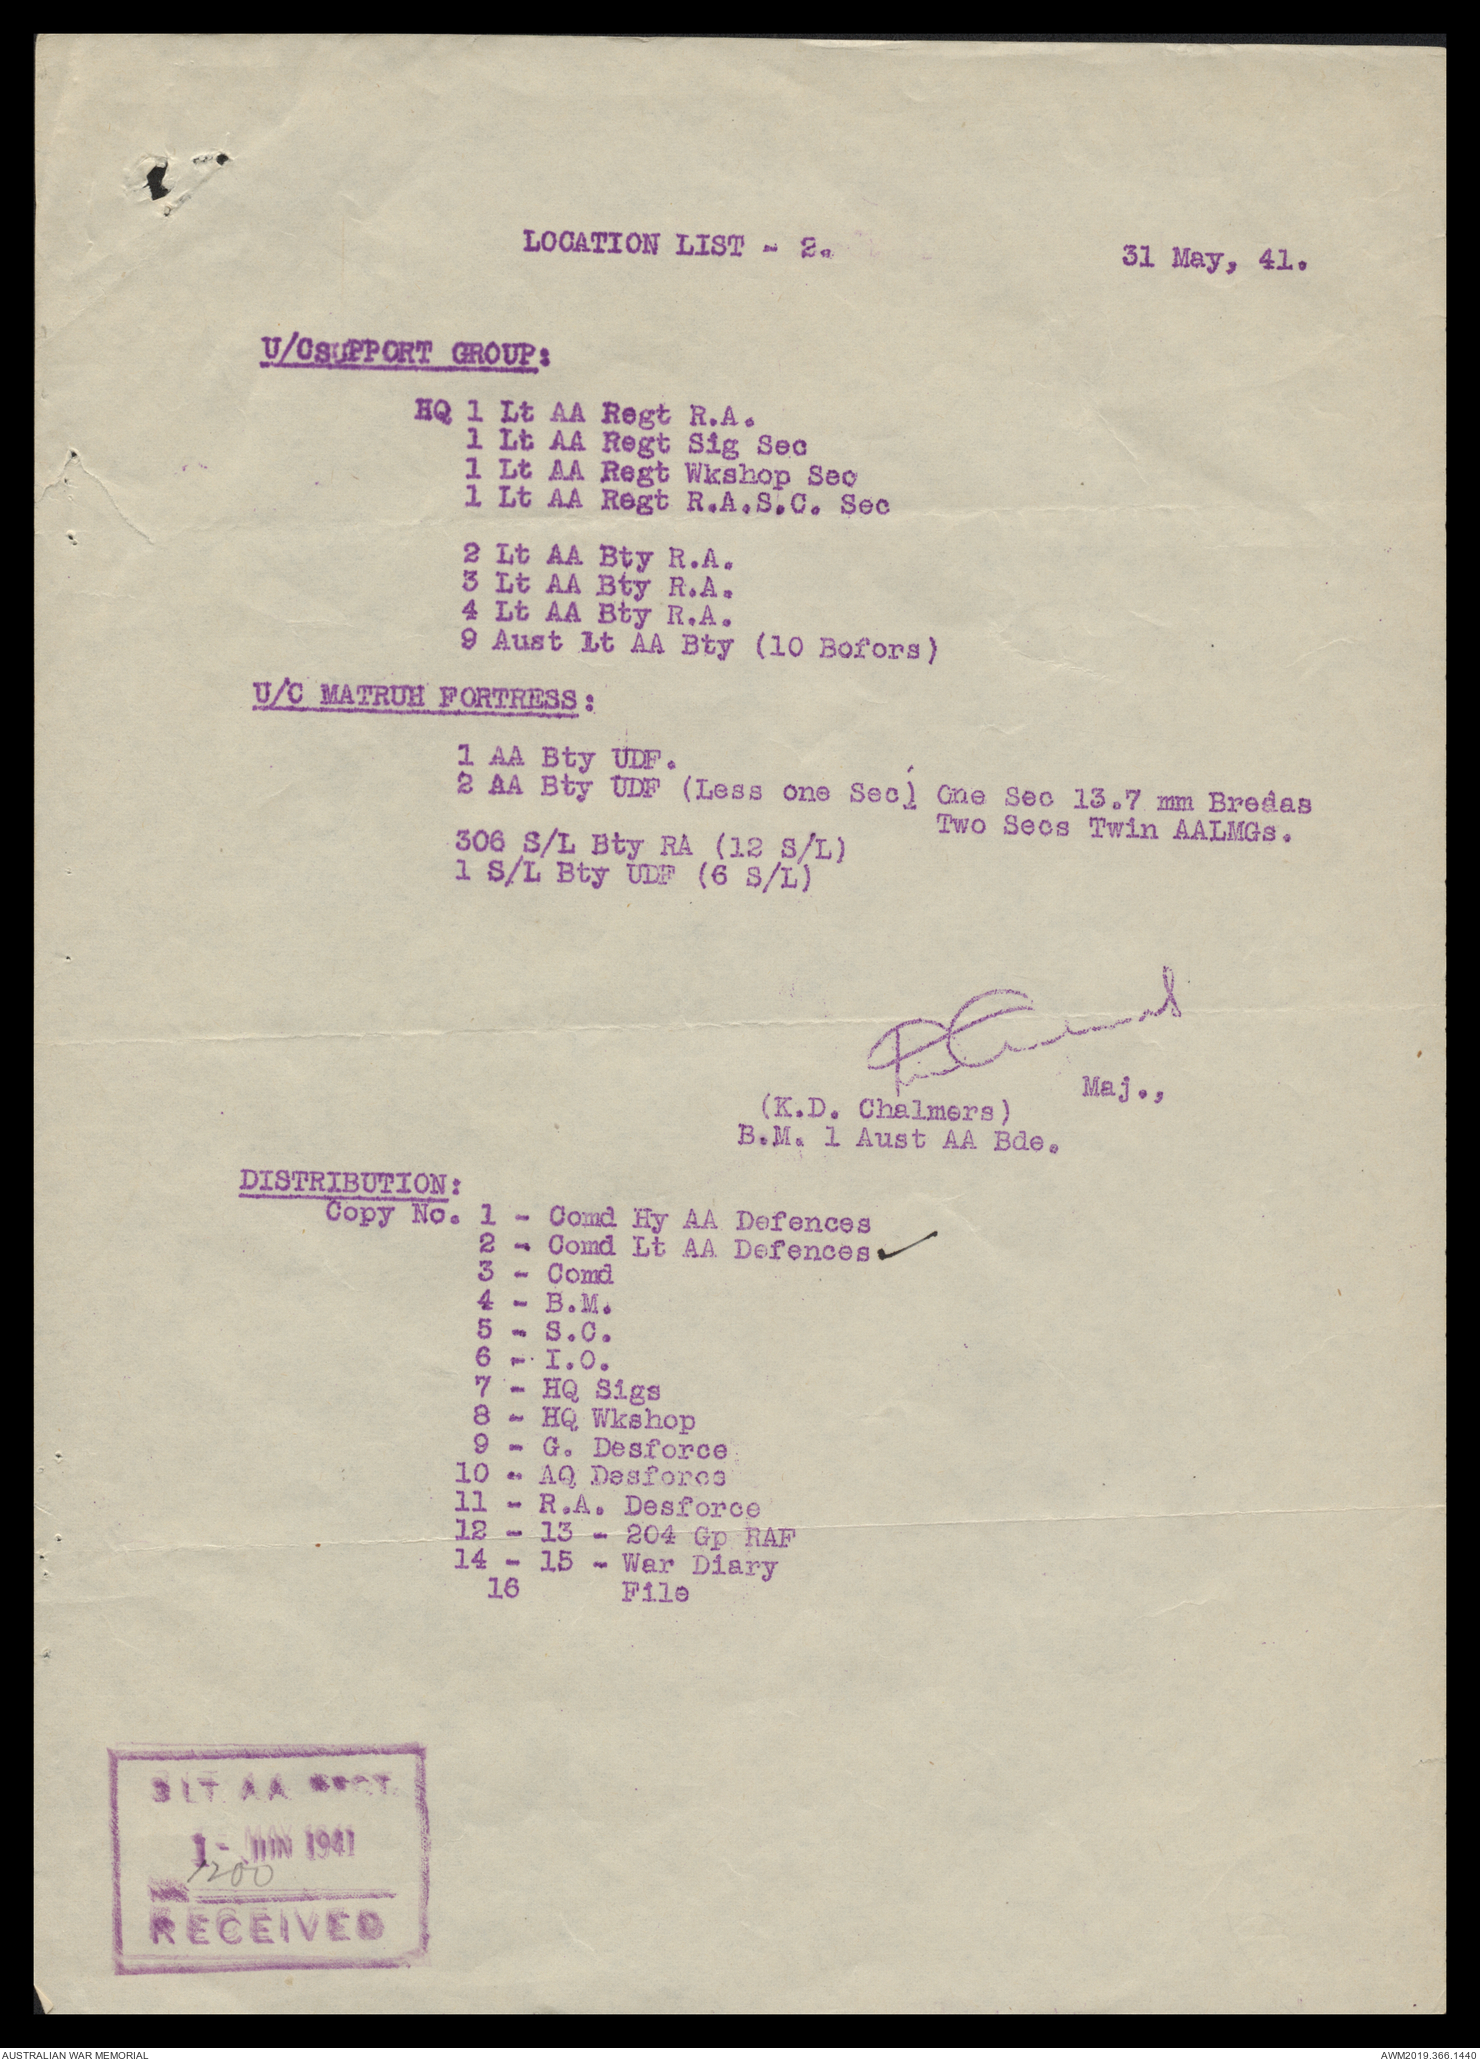 LOCATION LIST - 2.
31 May, 41.
U/CSUPPORT GROUP:
HQ 1 Lt AA Regt R.A.
1 Lt AA Regt Sig Sec
1 Lt AA Regt Wkshop Sec
1 Lt AA Regt R.A.S.C. Sec
2 Lt AA Bty R.A.
3 Lt AA Bty R.A.
4 Lt AA Bty R.A.
9 Aust Lt AA Bty (10 Bofors)
U/C MATRUH FORTRESS:
1 AA Bty UDF.
2 AA Bty UDF (Less one Sec) One Sec 13.7 mm Bredas
Two Secs Twin AALMGs.
306 S/L Bty RA (12 S/L)
1 S/L Bty UDF (6 S/L)
Maj.,
(K.D. Chalmers)
B.M. 1 Aust AA Bde.
DISTRIBUTION:
Copy No. 1 - Comd Hy AA Defences
2 - Comd Lt AA Defences
3 - Comd
4 - B.M.
5 - S.C.
6 - I.O.
7 - HQ Sigs
8 - HQ Wkshop
9 - G. Desforce
10 - AQ Desforce
11 - R.A. Desforce
12 - 13 - 204 Gp RAF
14 - 15 - War Diary
16 File
3 LT. AA REGT.
1 - JUN 1941
1200
RECEIVED
AUSTRALIAN WAR MEMORIAL
AWM2019.366.1440